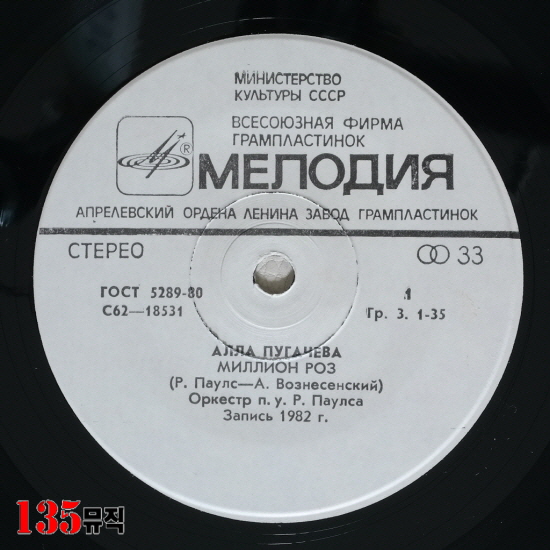 МИНИСТЕРСТВО
КУЛЬТУРЫ СССР
ВСЕСОЮЗНАЯ ФИРМА
ГРАМПЛАСТИНОК
®
МЕЛОДИЯ
АПРЕЛЕВСКИЙ ОРДЕНА ЛЕНИНА ЗАВОД ГРАМПЛАСТИНОК
СТЕРЕО 33
ГОСТ 5289-80 1
С62—18531 Гр. 3. 1-35
АЛЛА ПУГАЧЕВА
МИЛЛИОН РОЗ
(Р. Паулс—А. Вознесенский)
Оркестр п. у. Р. Паулса
Запись 1982 г.
135뮤직